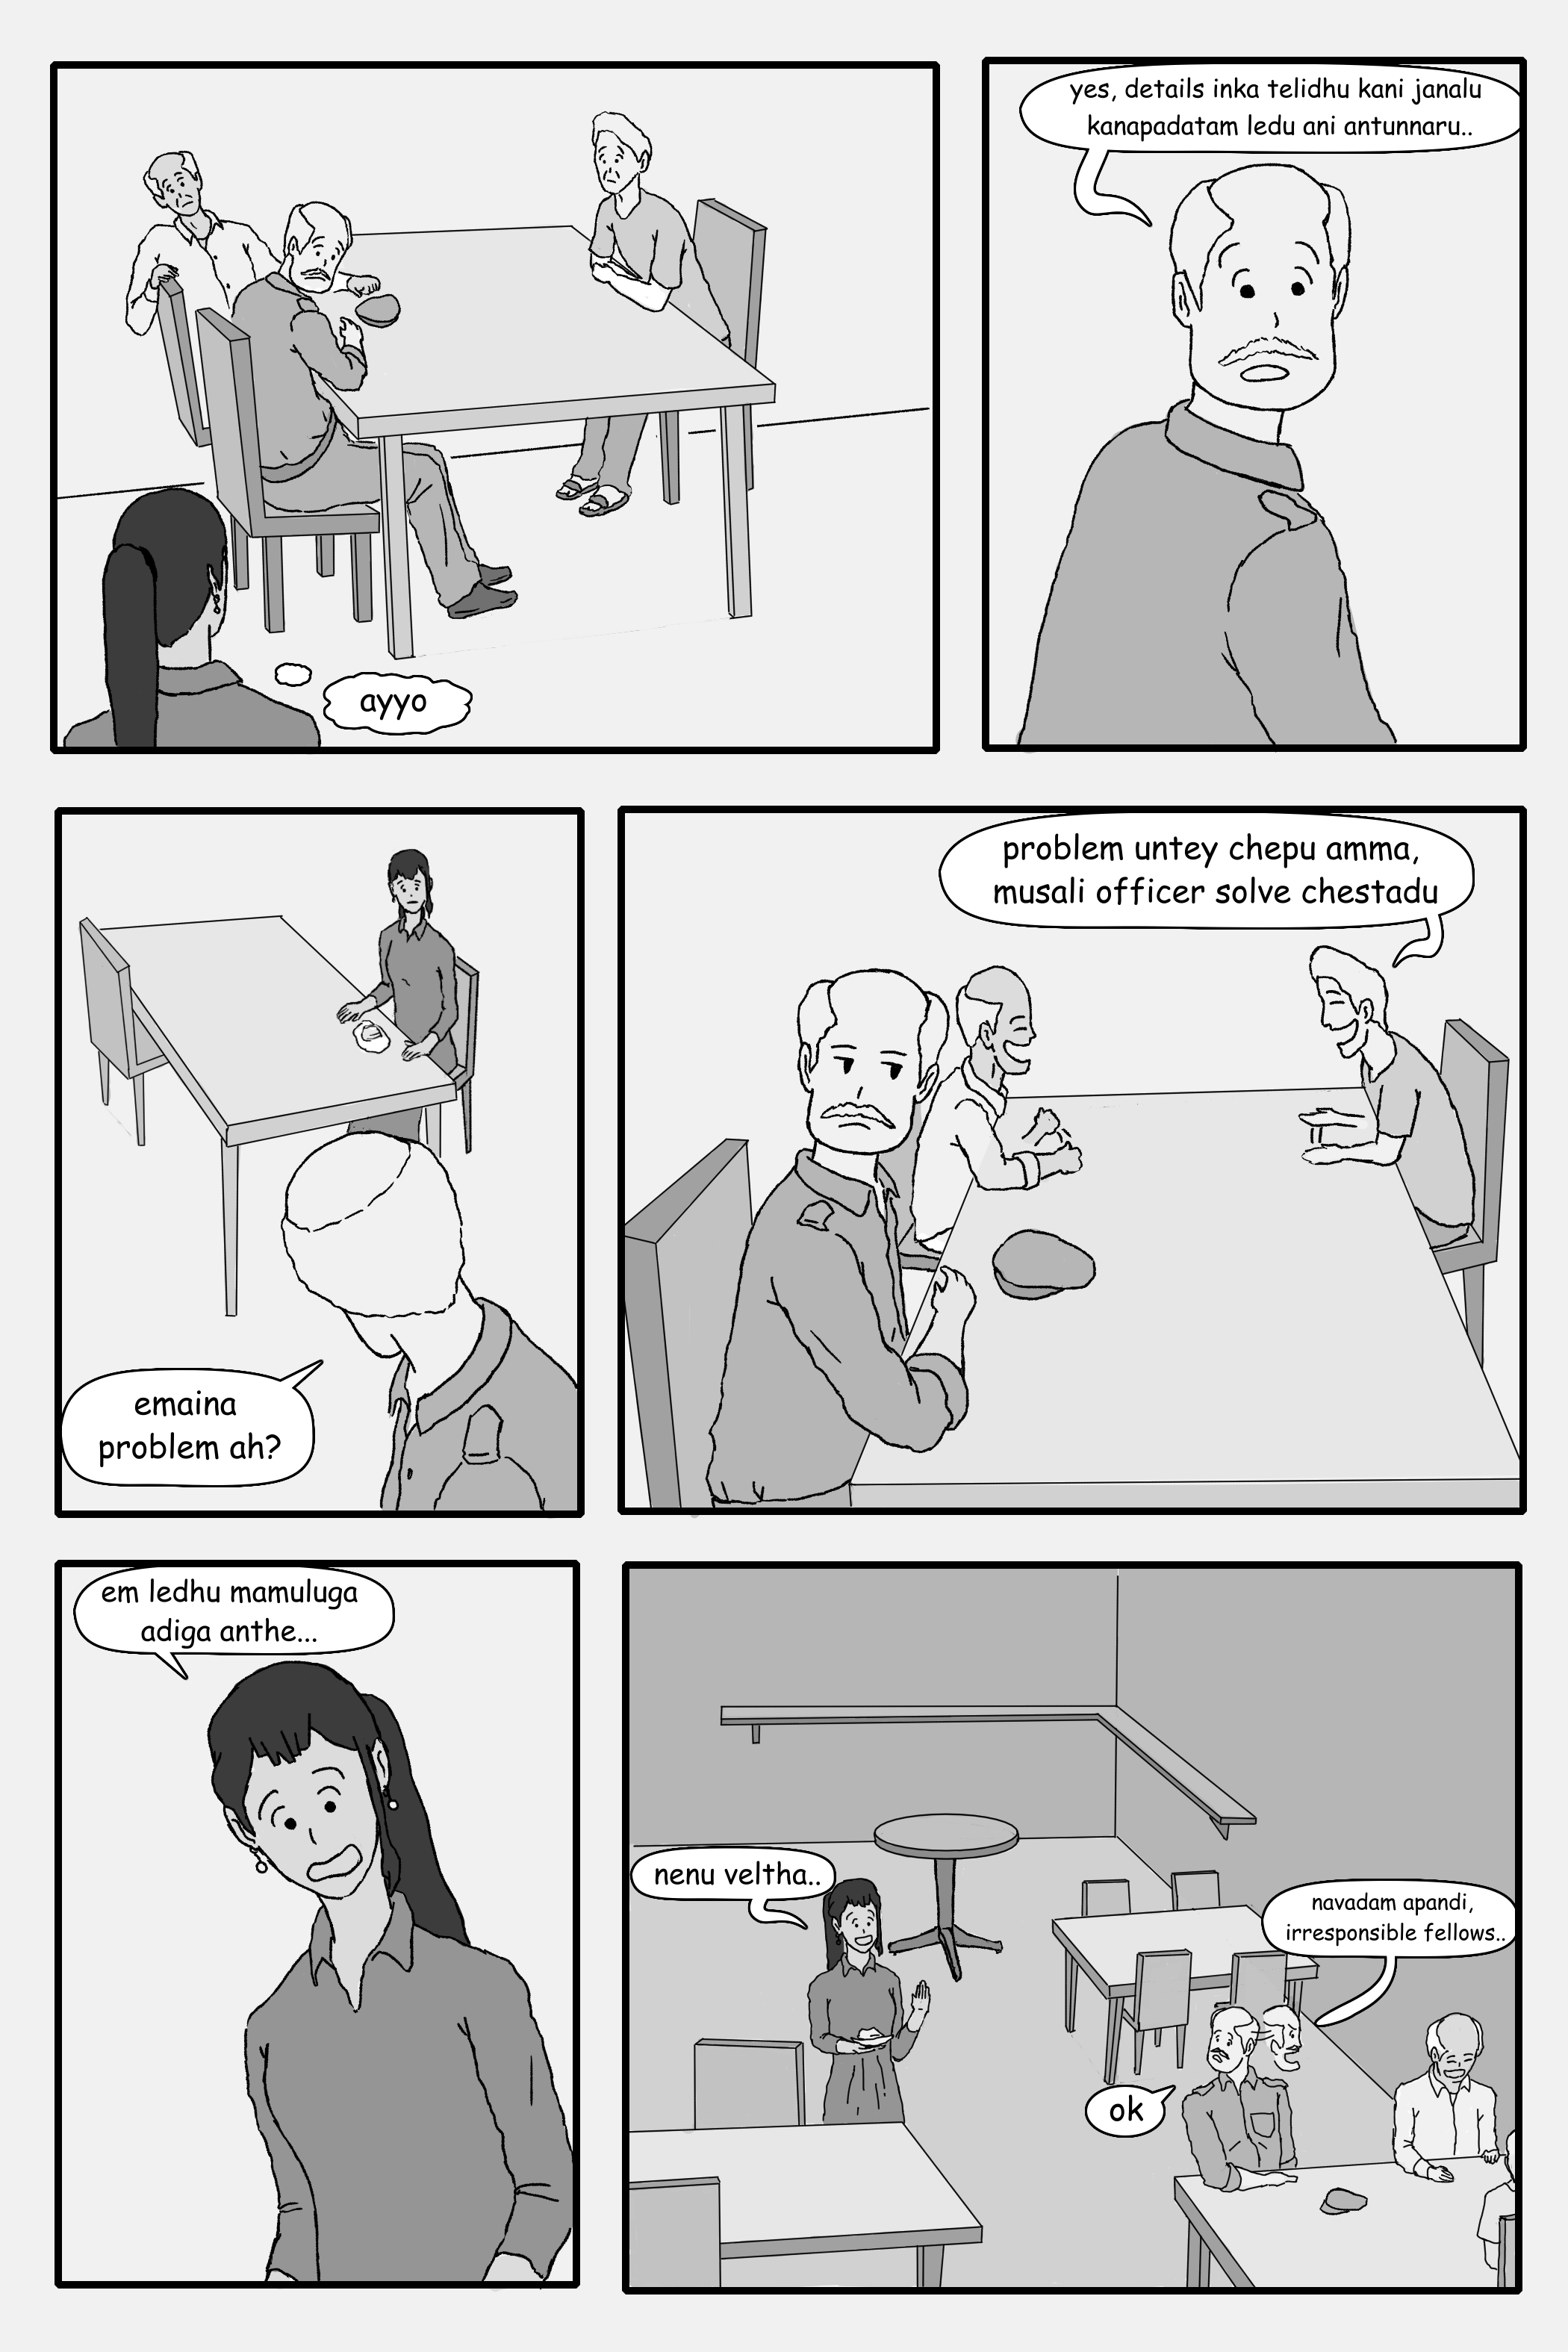 ayyo
yes, details inka telidhu kani janalu
kanapadatam ledu ani antunnaru..
emaina
problem ah?
problem untey chepu amma,
musali officer solve chestadu
em ledhu mamuluga
adiga anthe...
nenu veltha..
ok
navadam apandi,
irresponsible fellows..